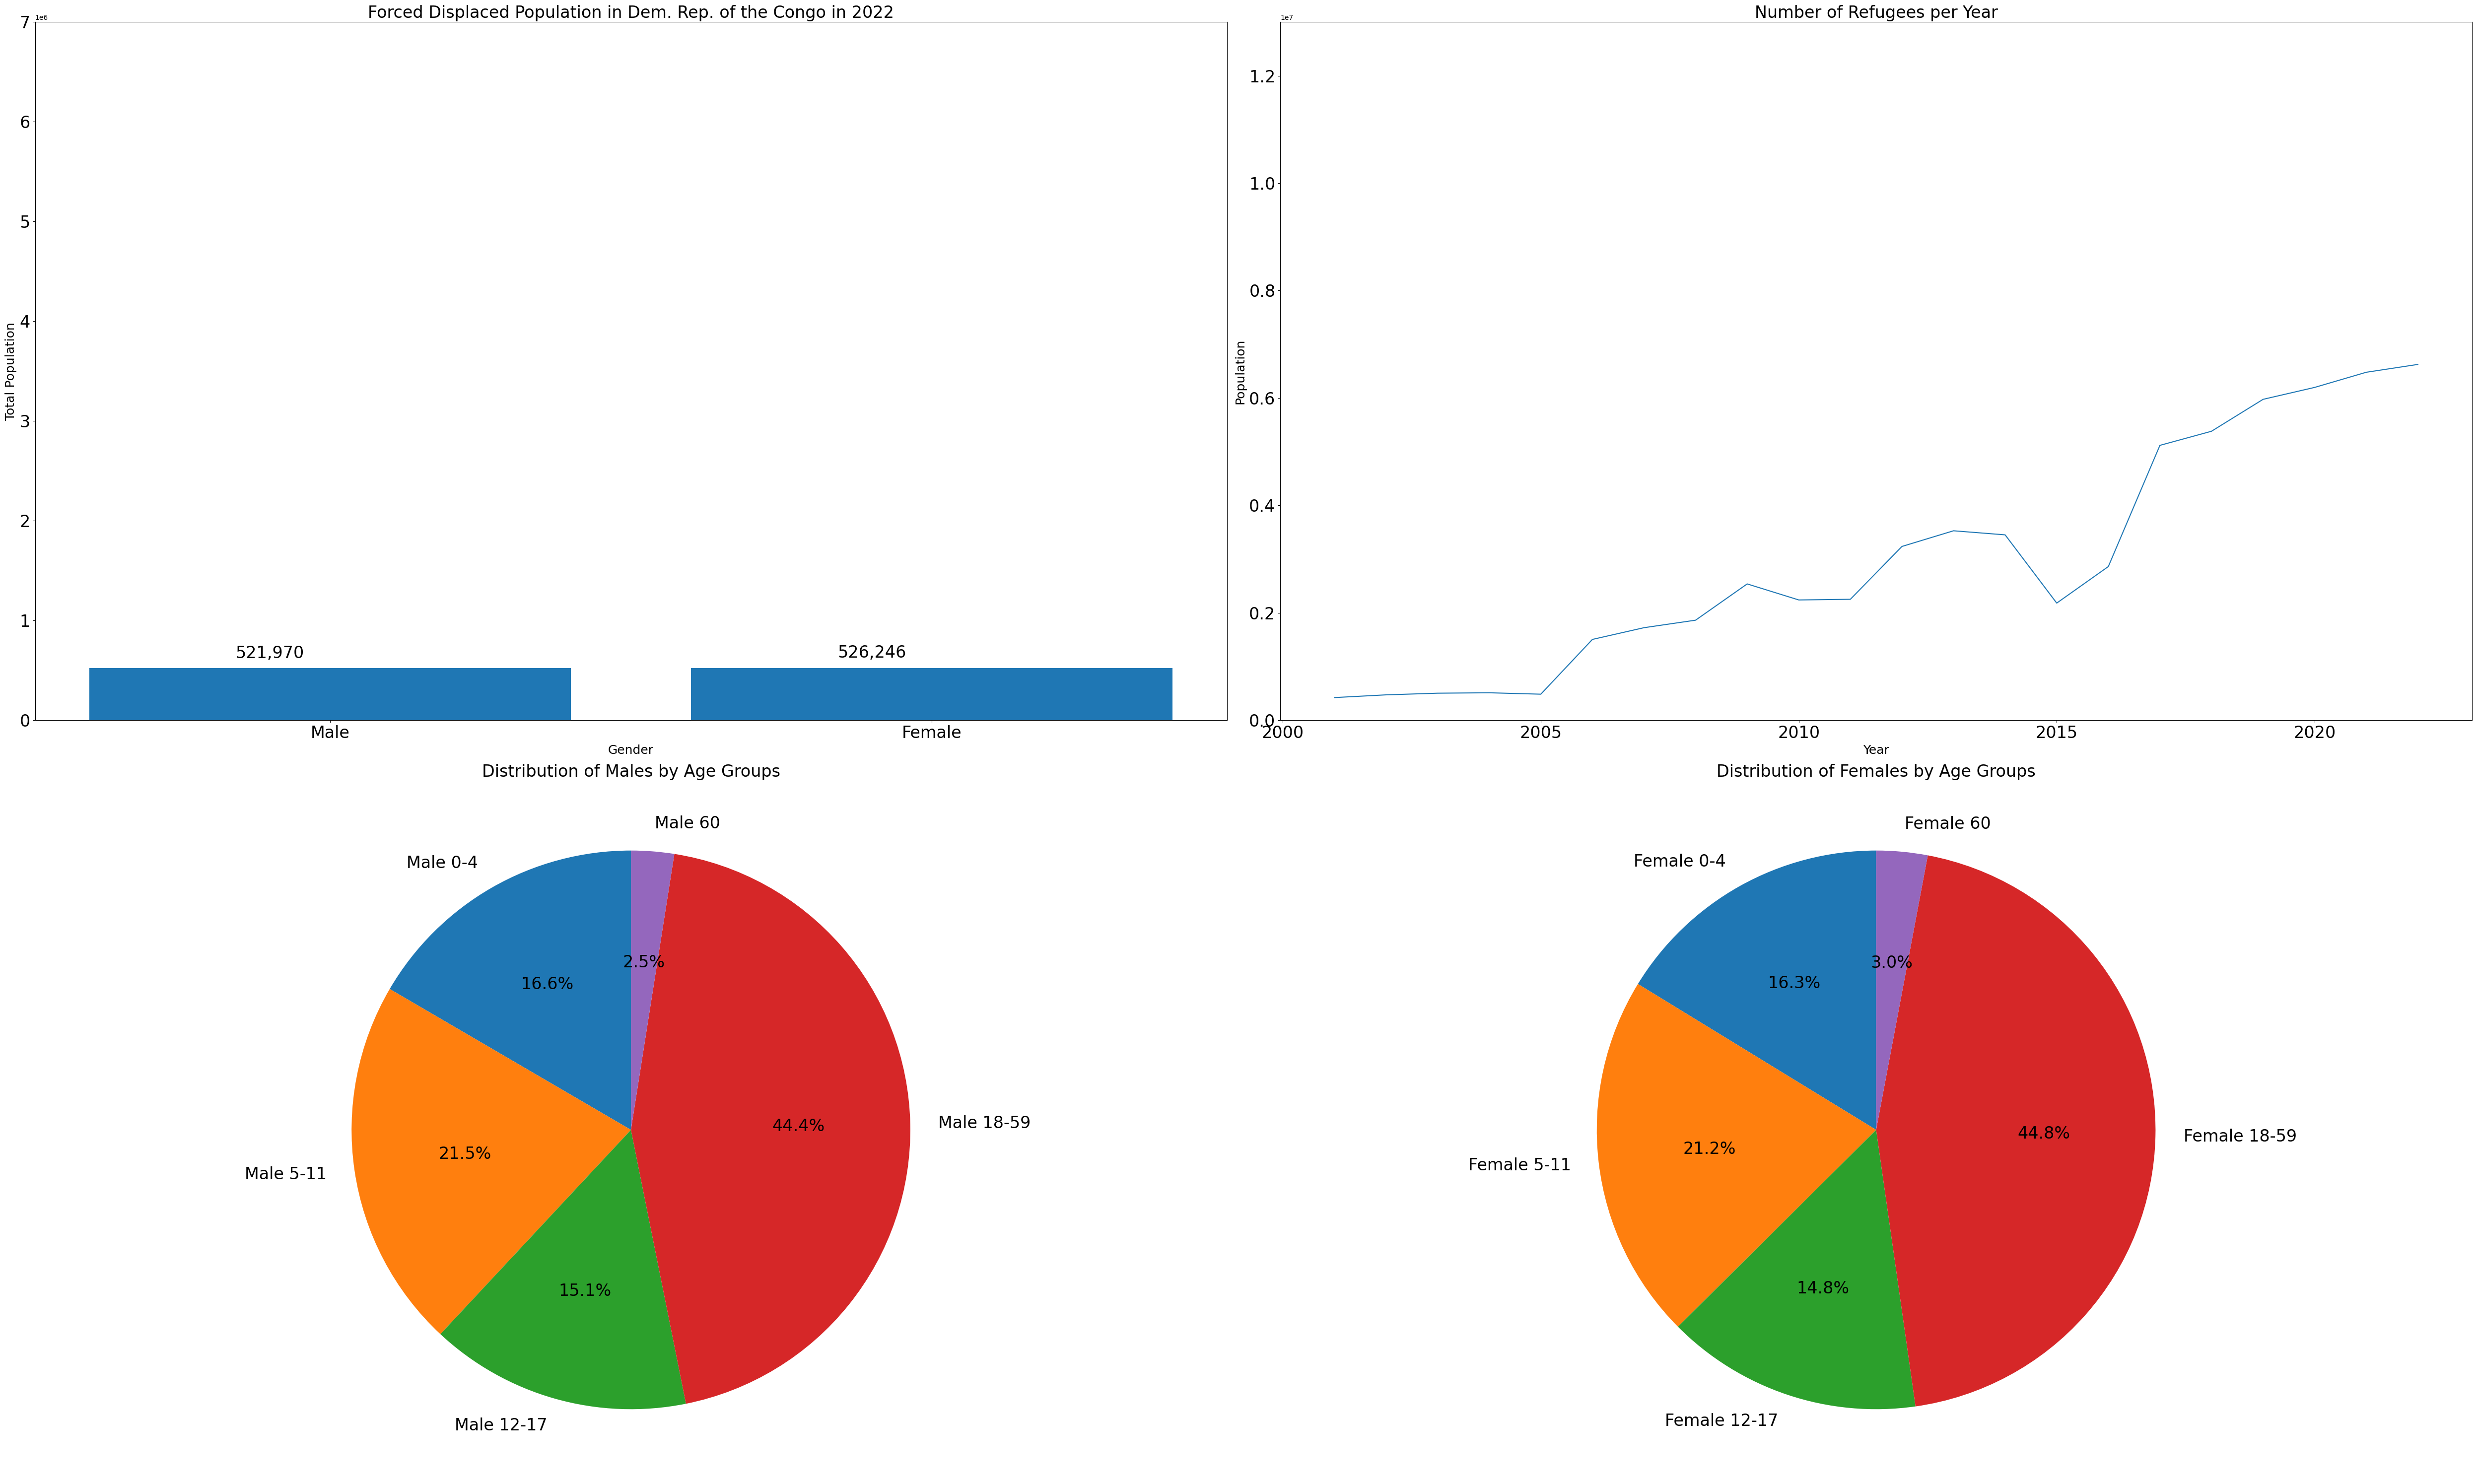 Forced Displaced Population in Dem. Rep. of the Congo in 2022
1e6
7
6
5
4
3
2
1
0
Total Population
521,970
526,246
Male
Female
Gender
Number of Refugees per Year
1e7
1.2
1.0
0.8
0.6
0.4
0.2
0.0
Population
2000
2005
2010
2015
2020
Year
Distribution of Males by Age Groups
Male 60
Male 0-4
2.5%
16.6%
44.4%
Male 18-59
21.5%
Male 5-11
15.1%
Male 12-17
Distribution of Females by Age Groups
Female 60
Female 0-4
3.0%
16.3%
44.8%
Female 18-59
21.2%
Female 5-11
14.8%
Female 12-17